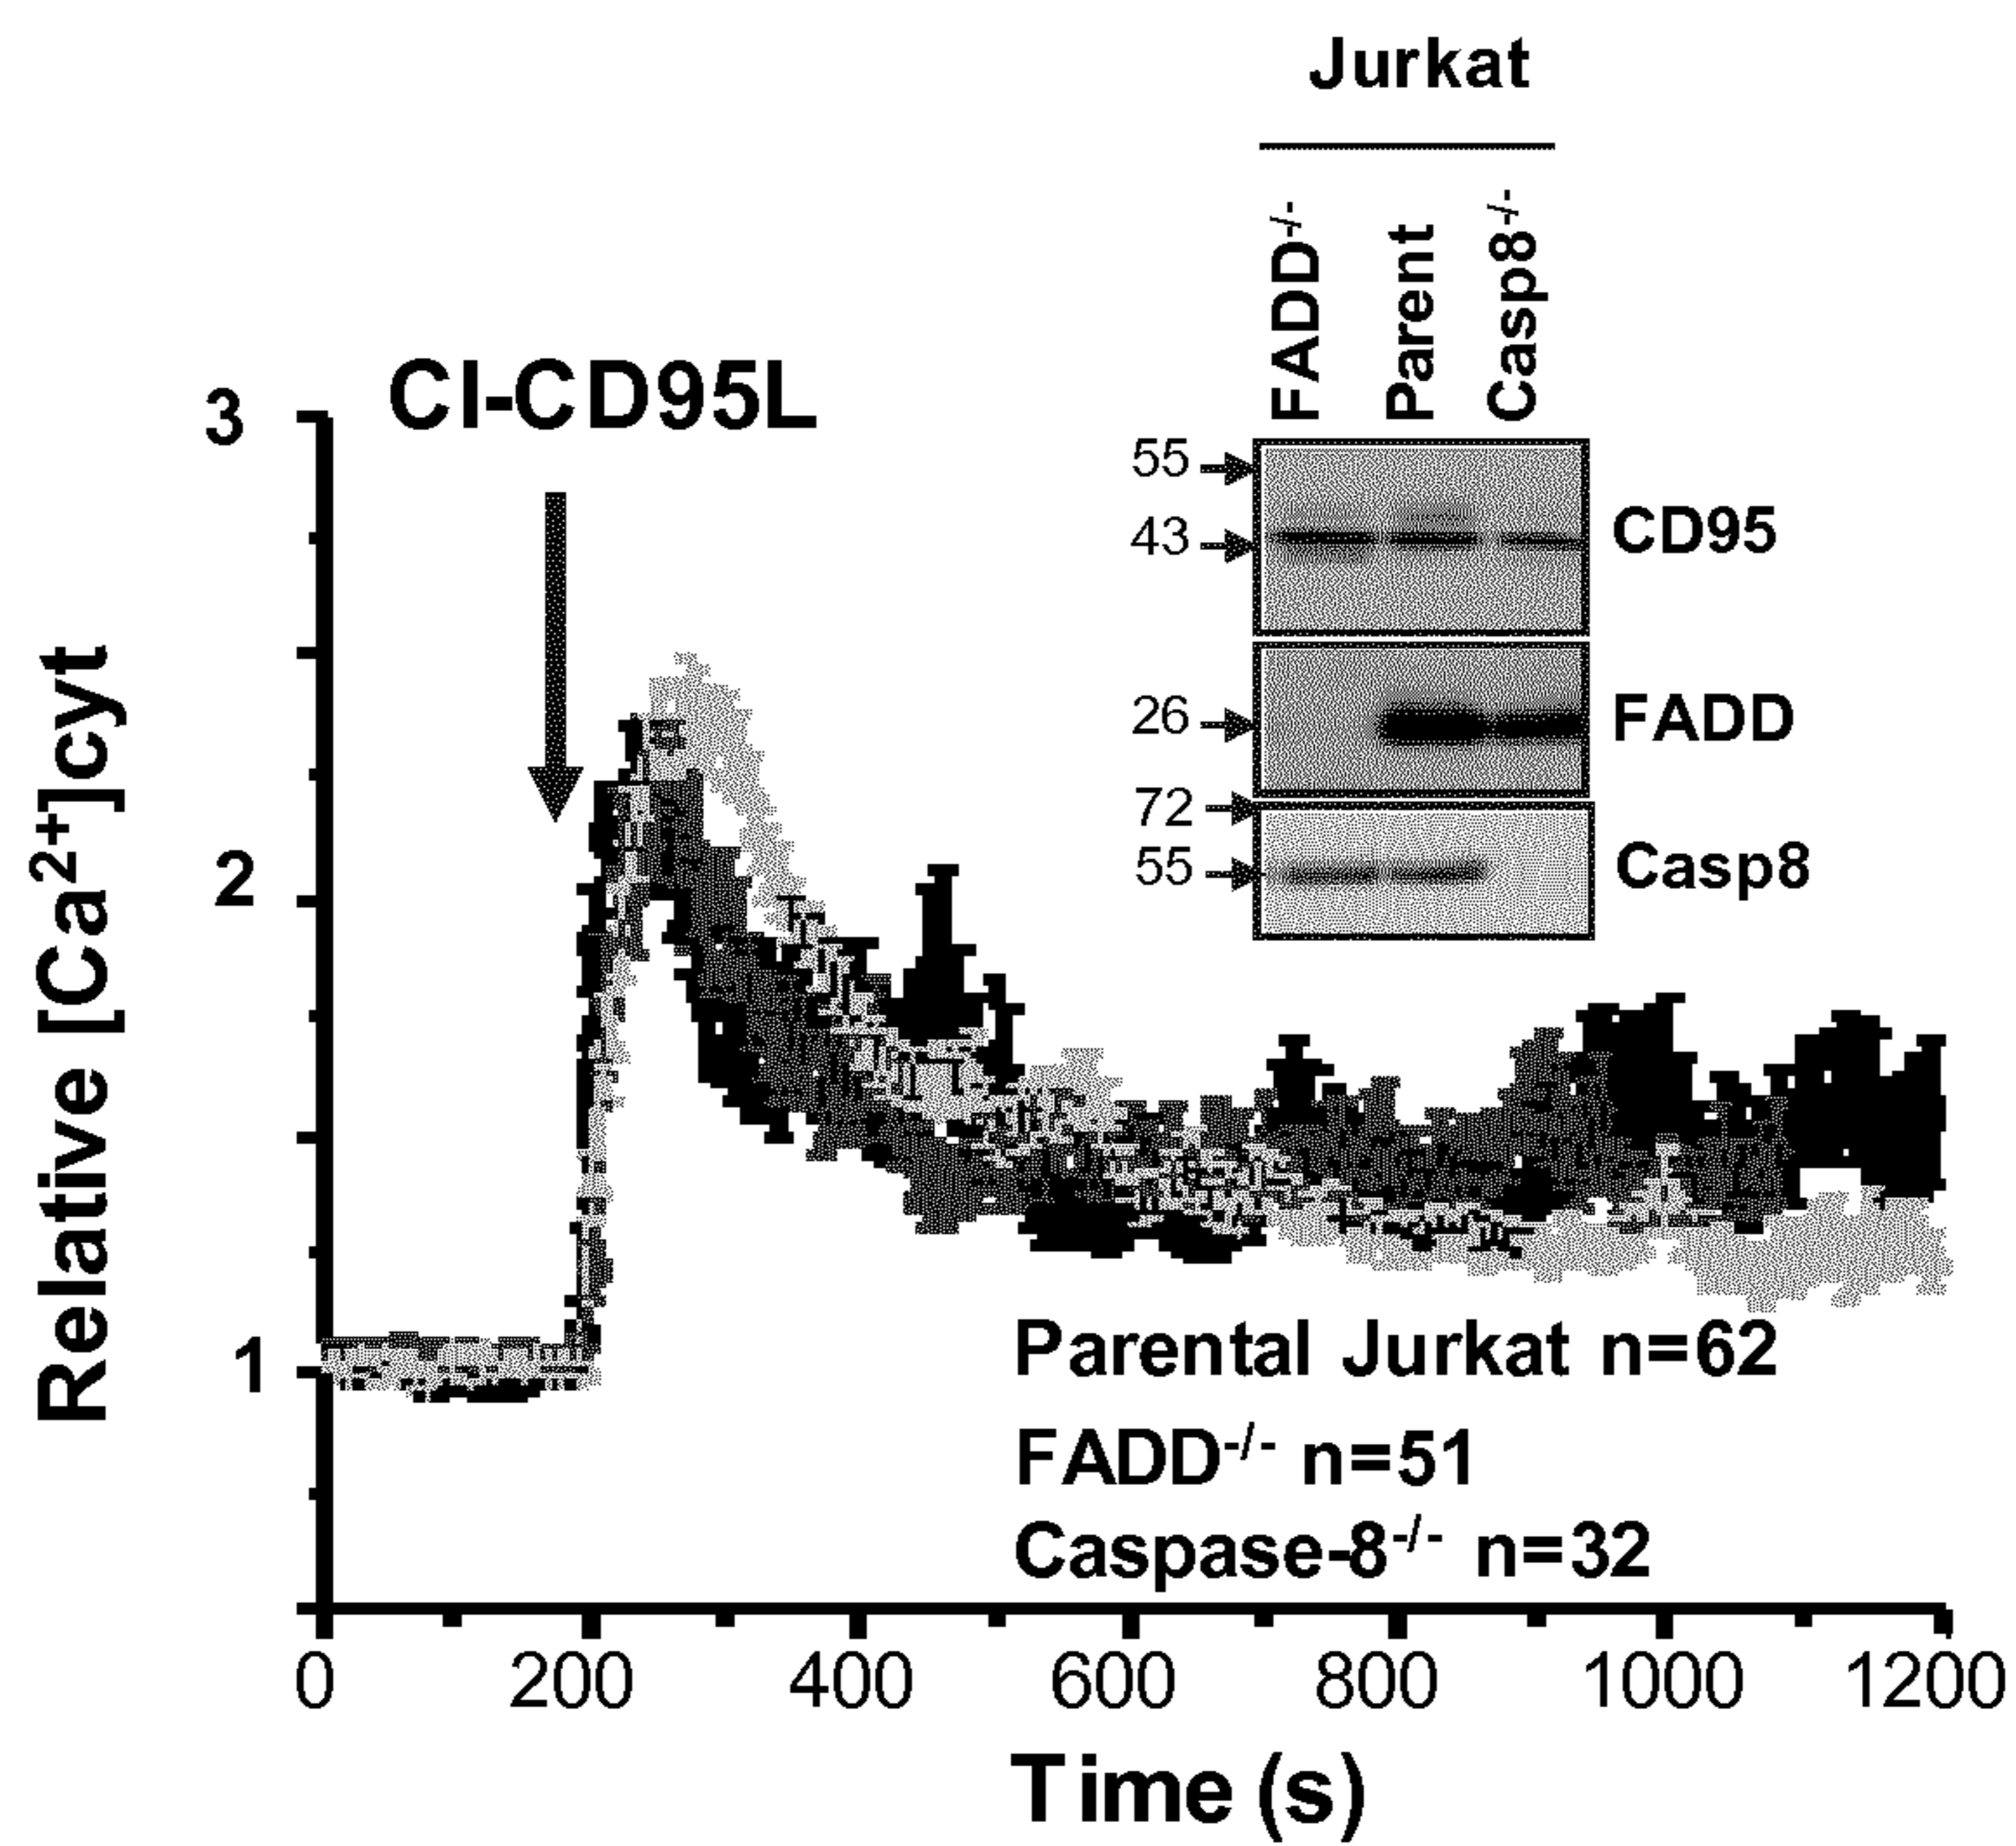 Jurkat
FADD-/-
Parent
Casp8-/-
CI-CD95L
3
2
1
Relative [Ca2+]cyt
55
43
CD95
26
FADD
72
55
Casp8
Parental Jurkat n=62
FADD-/- n=51
Caspase-8-/- n=32
0 200 400 600 800 1000 1200
Time (s)